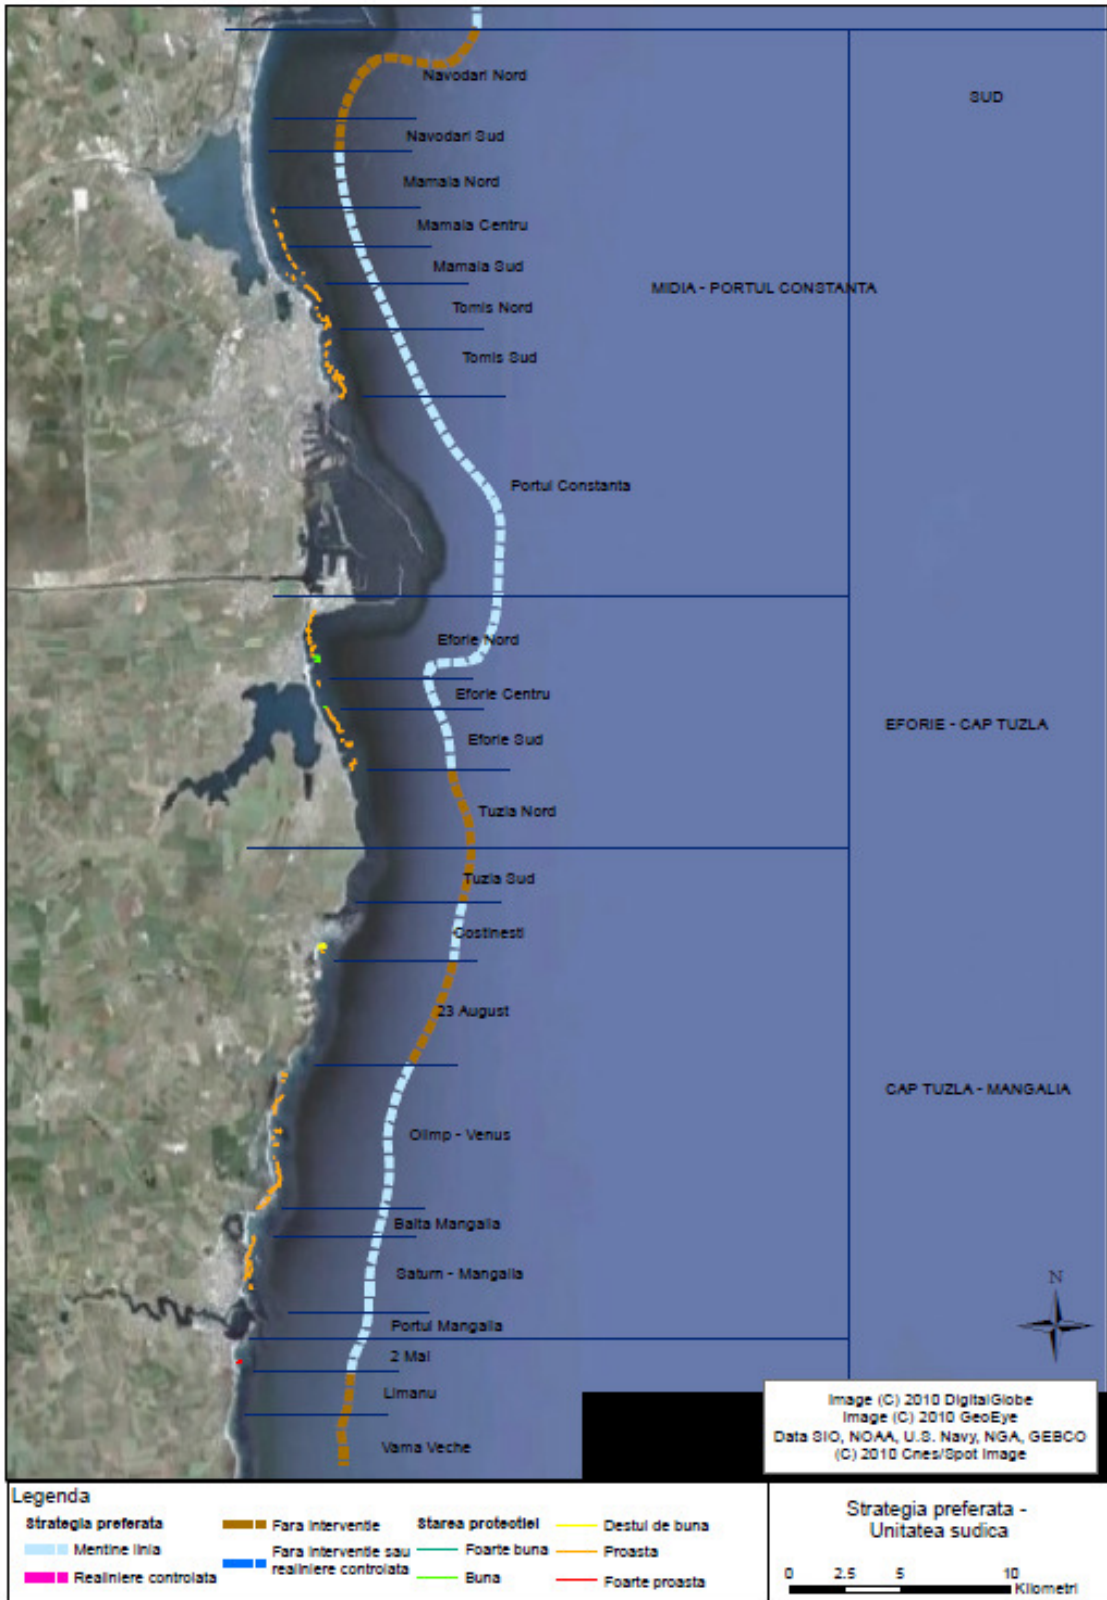 Navodari Nord
SUD
Navodari Sud
Mamaia Nord
Mamaia Centru
Mamaia Sud
MIDIA - PORTUL CONSTANTA
Tomis Nord
Tomis Sud
Portul Constanta
Eforie Nord
Eforie Centru
EFORIE - CAP TUZLA
Eforie Sud
Tuzla Nord
Tuzla Sud
Costinesti
23 August
CAP TUZLA - MANGALIA
Olimp - Venus
Balta Mangalia
Saturn - Mangalia
N
Portul Mangalia
2 Mai
Limanu
Vama Veche
Image (C) 2010 DigitalGlobe
Image (C) 2010 GeoEye
Data SIO, NOAA, U.S. Navy, NGA, GEBCO
(C) 2010 Cnes/Spot Image
Legenda
Strategia preferata
Mentine linia
Realiniere controlata
Fara interventie
Fara interventie sau
realiniere controlata
Starea protectiei
Foarte buna
Buna
Destul de buna
Proasta
Foarte proasta
Strategia preferata -
Unitatea sudica
0 2.5 5 10
Kilometri